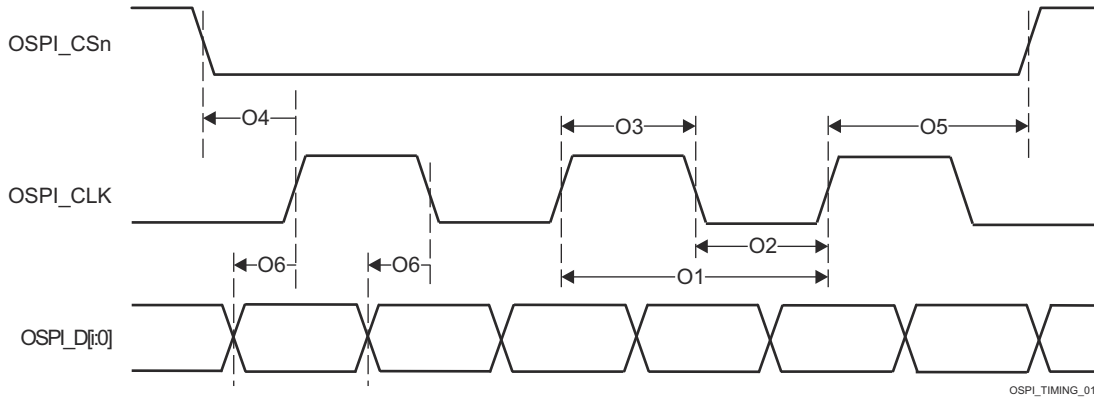 OSPI_CSn
O4
O3
O5
OSPI_CLK
O2
O6
O6
O1
OSPI_D[i:0]
OSPI_TIMING_01